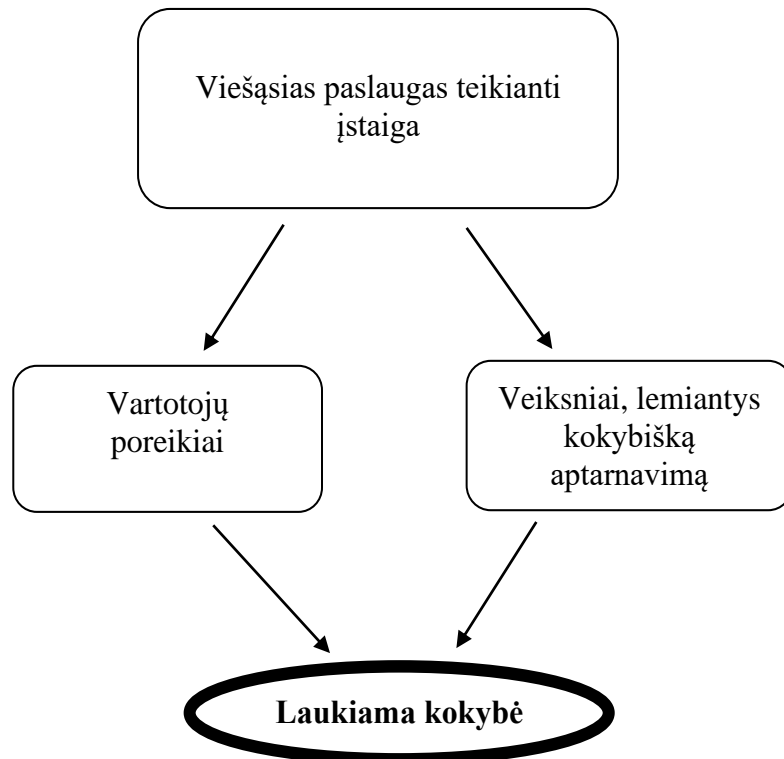 Viešąsias paslaugas teikianti
įstaiga
Vartotojų
poreikiai
Veiksniai, lemiantys
kokybišką
aptarnavimą
Laukiama kokybė